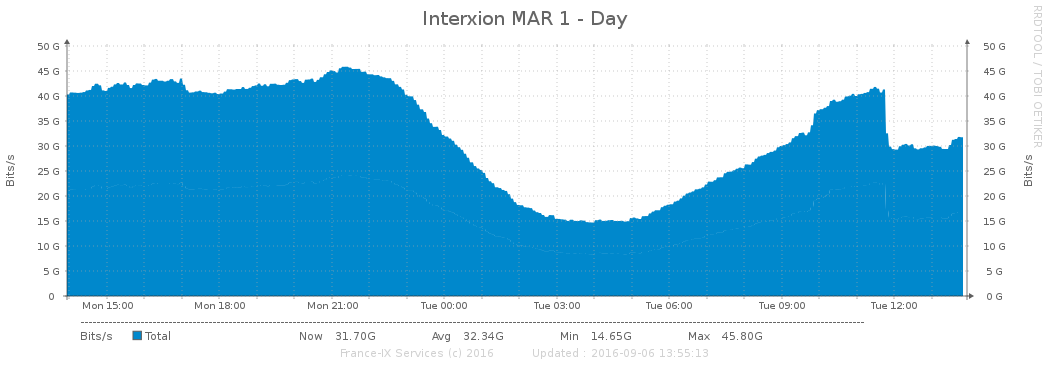 Interxion MAR 1 - Day
RRDTOOL / TOBI OETIKER
Bits/s
50 G 50 G
45 G 45 G
40 G 40 G
35 G 35 G
30 G 30 G
25 G 25 G
20 G 20 G
15 G 15 G
10 G 10 G
5 G 5 G
0 0 G
Bits/s
Mon 15:00 Mon 18:00 Mon 21:00 Tue 00:00 Tue 03:00 Tue 06:00 Tue 09:00 Tue 12:00
Bits/s Total Now 31.70G Avg 32.34G Min 14.65G Max 45.80G
France-IX Services (c) 2016 Updated : 2016-09-06 13:55:13